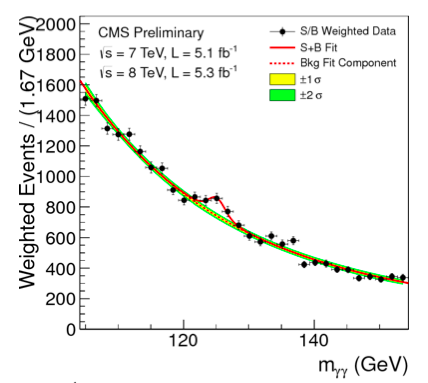 CMS Preliminary
√s = 7 TeV, L = 5.1 fb⁻¹
√s = 8 TeV, L = 5.3 fb⁻¹
S/B Weighted Data
S+B Fit
Bkg Fit Component
±1 σ
±2 σ
Weighted Events / (1.67 GeV)
2000
1800
1600
1400
1200
1000
800
600
400
200
0
120
140
mγγ (GeV)